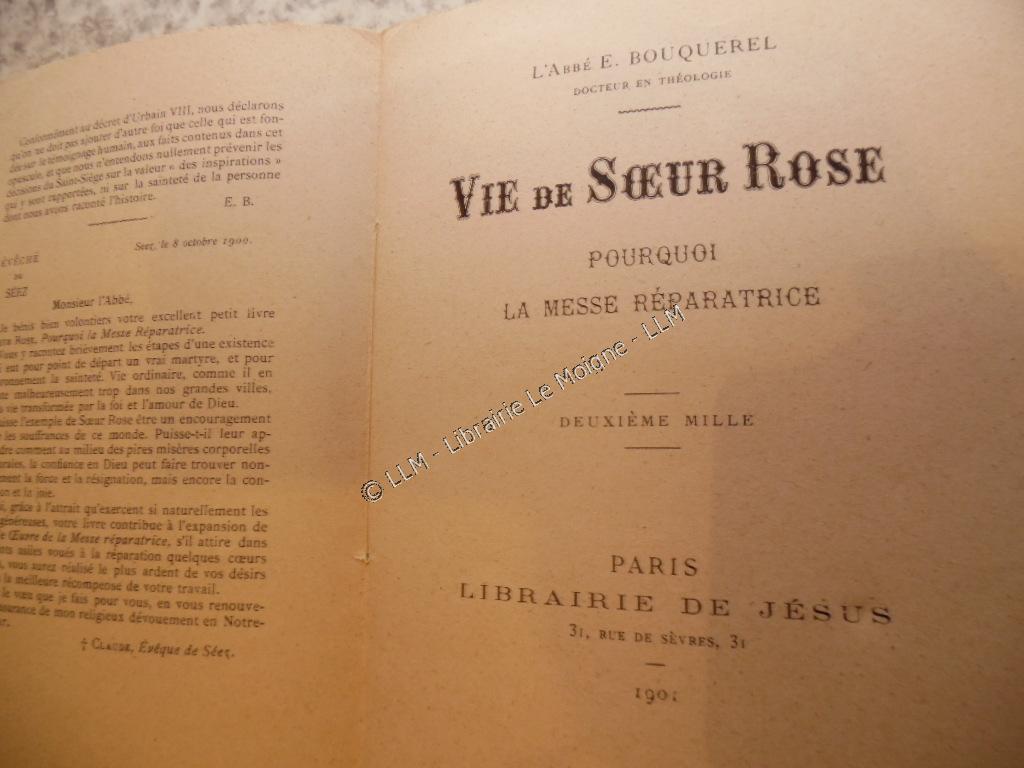 Conformément au décret d'Urbain VIII, nous déclarons
qu'on ne doit pas ajouter d'autre foi que celle qui est fon-
dée sur le témoignage humain, aux faits contenus dans cet
opuscule, et que nous n'entendons nullement prévenir les
décisions du Saint-Siège sur la valeur « des inspirations »
qui y sont rapportées, ni sur la sainteté de la personne
dont nous avons raconté l'histoire.
E. B.
ÉVÊCHÉ
DE
SÉEZ
Séez, le 8 octobre 1900.
Monsieur l'Abbé,
Je bénis bien volontiers votre excellent petit livre
Rose, Pourquoi la Messe Réparatrice.
Vous y racontez brièvement les étapes d'une existence
eut pour point de départ un vrai martyre, et pour
couronnement la sainteté. Vie ordinaire, comme il en
malheureusement trop dans nos grandes villes,
vie transformée par la foi et l'amour de Dieu.
Puisse l'exemple de Sœur Rose être un encouragement
les souffrances de ce monde. Puisse-t-il leur ap-
dre comment au milieu des pires misères corporelles
rales, la confiance en Dieu peut faire trouver non-
ement la force et la résignation, mais encore la con-
on et la joie.
i, grâce à l'attrait qu'exercent si naturellement les
généreuses, votre livre contribue à l'expansion de
Œuvre de la Messe réparatrice, s'il attire dans
nts asiles voués à la réparation quelques cœurs
, vous aurez réalisé le plus ardent de vos désirs
la meilleure récompense de votre travail.
le vœu que je fais pour vous, en vous renouve-
ssurance de mon religieux dévouement en Notre-
r.
† CLAUDE, Évêque de Séez.
L'ABBÉ E. BOUQUEREL
DOCTEUR EN THÉOLOGIE
VIE DE SŒUR ROSE
POURQUOI
LA MESSE RÉPARATRICE
DEUXIÈME MILLE
PARIS
LIBRAIRIE DE JÉSUS
31, RUE DE SÈVRES, 31
1901
© LLM - Librairie Le Moigne - LLM